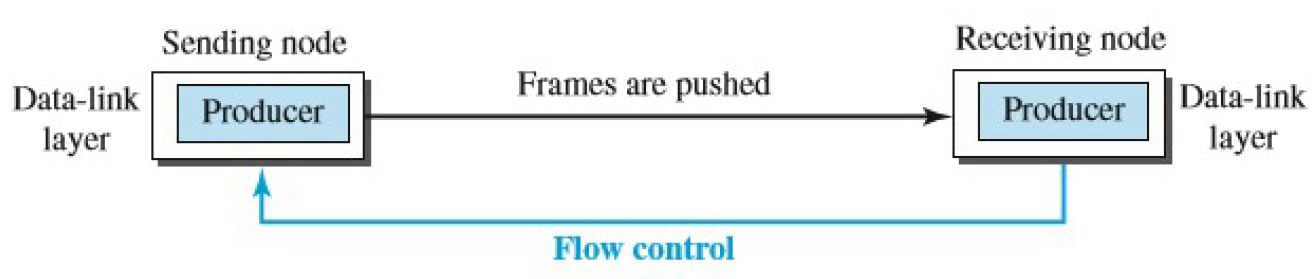 Sending node
Receiving node
Data-link
layer
Producer
Frames are pushed
Producer
Data-link
layer
Flow control